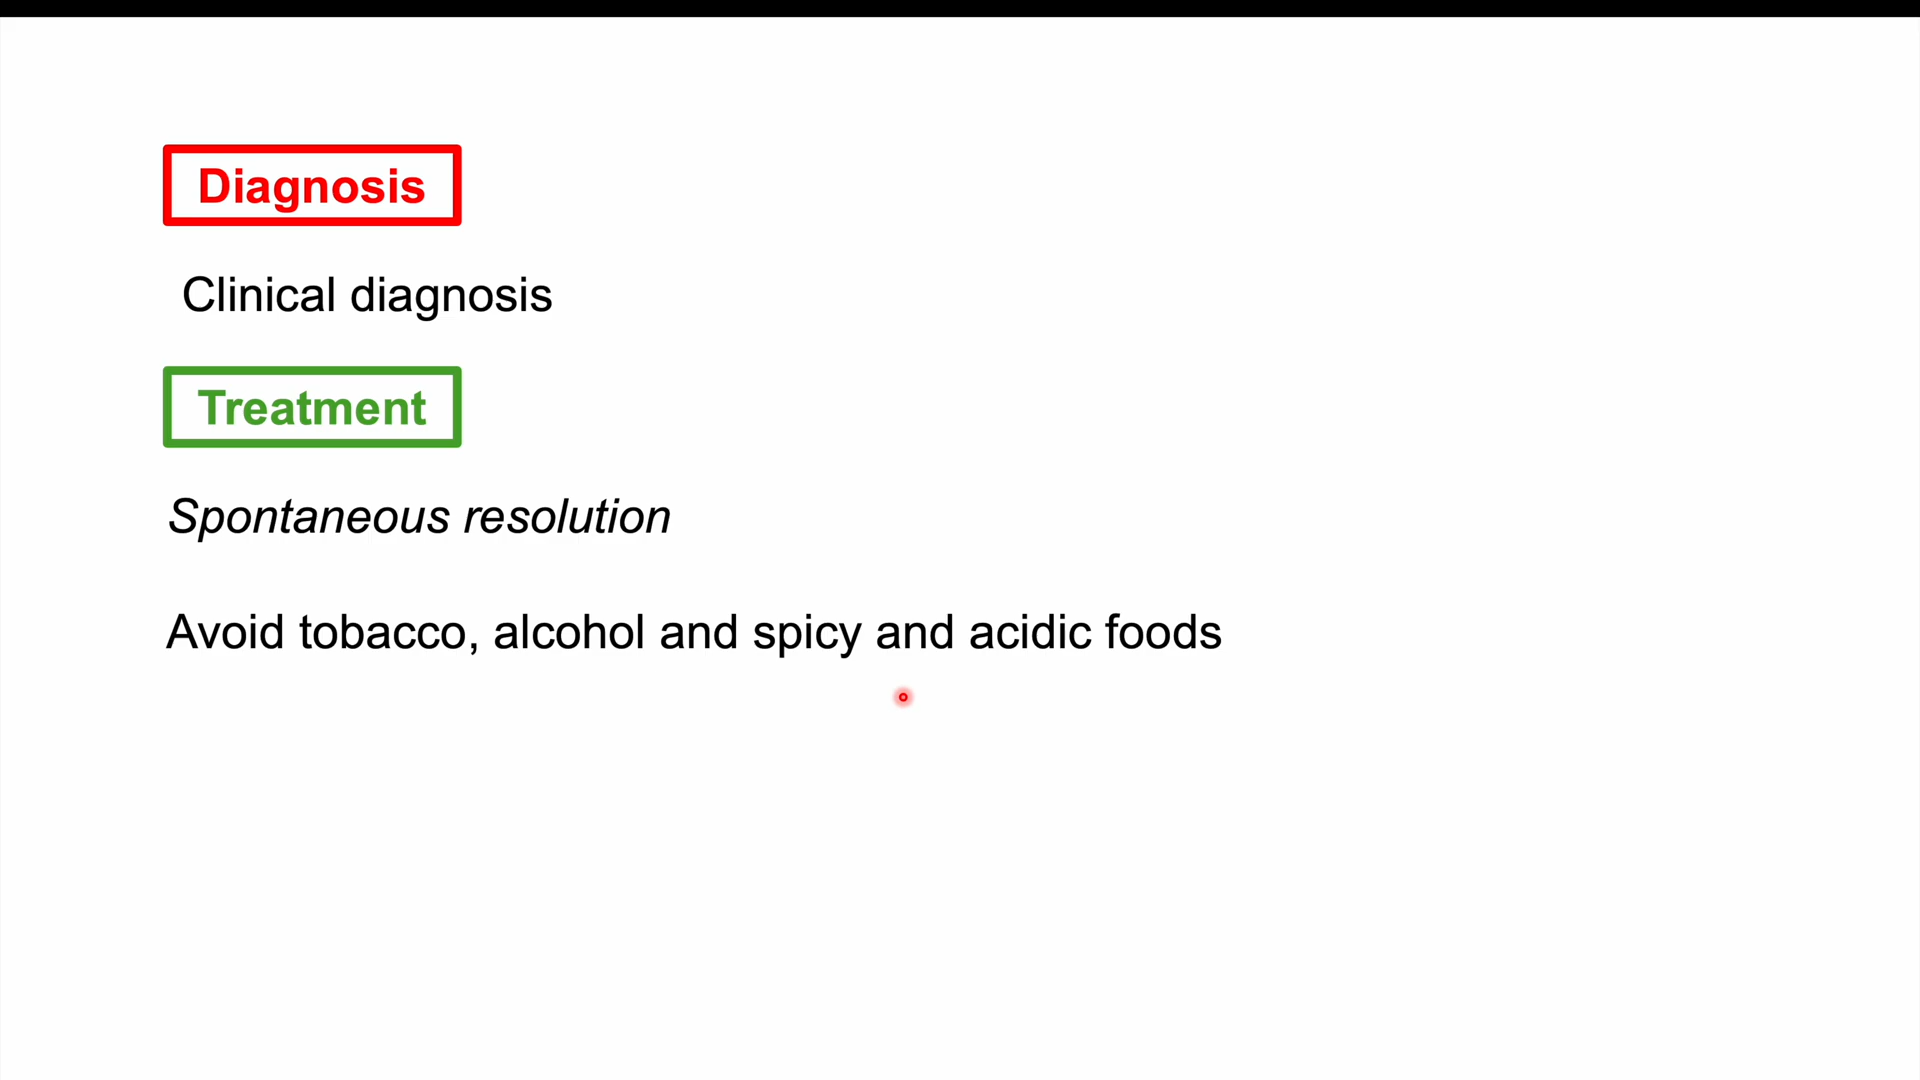 Diagnosis
Clinical diagnosis
Treatment
Spontaneous resolution
Avoid tobacco, alcohol and spicy and acidic foods